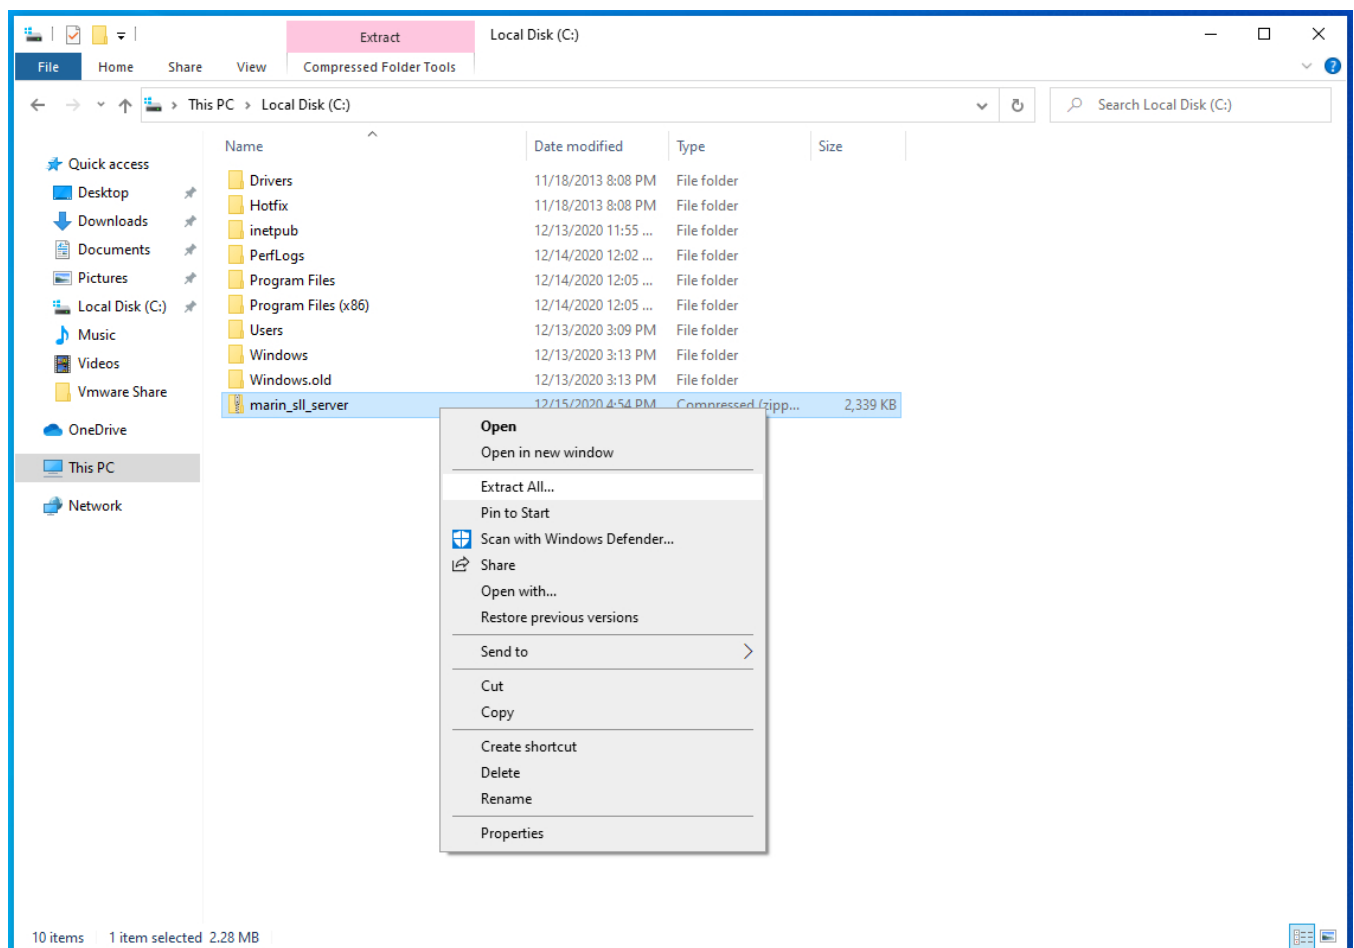 Extract Local Disk (C:)
File Home Share View Compressed Folder Tools
This PC Local Disk (C:) Search Local Disk (C:)
Name Date modified Type Size
Quick access
Desktop
Downloads
Documents
Pictures
Local Disk (C:)
Music
Videos
Vmware Share
OneDrive
This PC
Network
Drivers 11/18/2013 8:08 PM File folder
Hotfix 11/18/2013 8:08 PM File folder
inetpub 12/13/2020 11:55 ... File folder
PerfLogs 12/14/2020 12:02 ... File folder
Program Files 12/14/2020 12:05 ... File folder
Program Files (x86) 12/14/2020 12:05 ... File folder
Users 12/13/2020 3:09 PM File folder
Windows 12/13/2020 3:13 PM File folder
Windows.old 12/13/2020 3:13 PM File folder
marin_sll_server 12/15/2020 4:54 PM Compressed (zipp... 2,339 KB
Open
Open in new window
Extract All...
Pin to Start
Scan with Windows Defender...
Share
Open with...
Restore previous versions
Send to
Cut
Copy
Create shortcut
Delete
Rename
Properties
10 items 1 item selected 2.28 MB